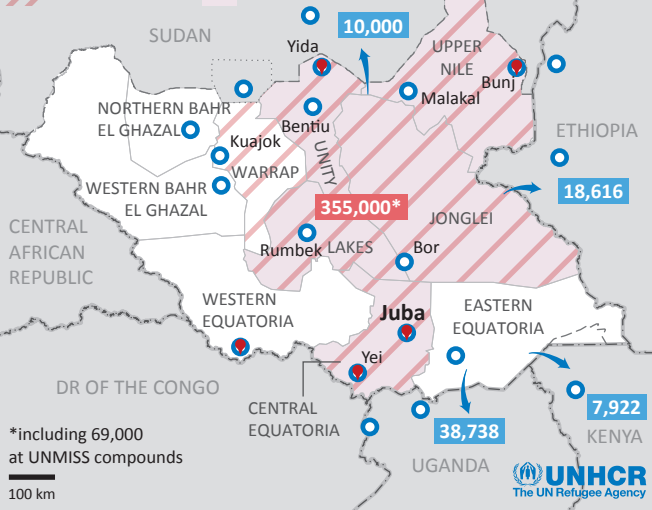 SUDAN
10,000
Yida
UPPER
NILE
Bunj
Malakal
NORTHERN BAHR
EL GHAZAL
Bentiu
ETHIOPIA
Kuajok
UNITY
WARRAP
WESTERN BAHR
EL GHAZAL
18,616
355,000*
JONGLEI
CENTRAL
AFRICAN
REPUBLIC
Rumbek
LAKES
Bor
WESTERN
EQUATORIA
EASTERN
EQUATORIA
Juba
Yei
DR OF THE CONGO
CENTRAL
EQUATORIA
7,922
38,738
KENYA
*including 69,000
at UNMISS compounds
UGANDA
100 km
UNHCR
The UN Refugee Agency